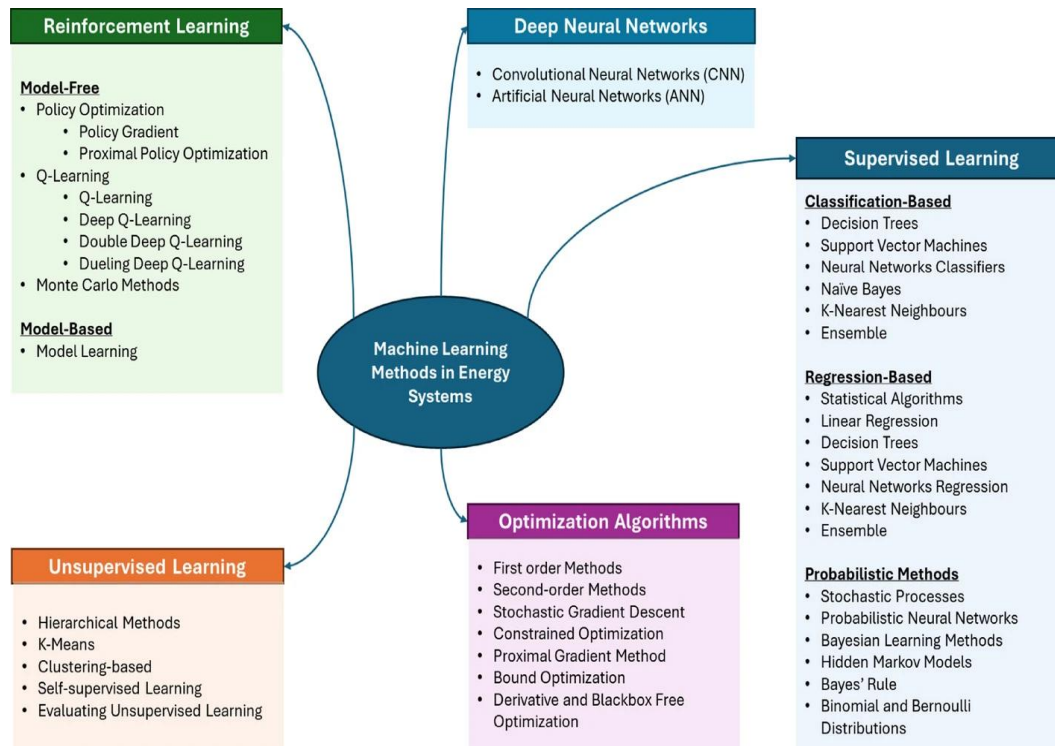 Reinforcement Learning
Model-Free
• Policy Optimization
• Policy Gradient
• Proximal Policy Optimization
• Q-Learning
• Q-Learning
• Deep Q-Learning
• Double Deep Q-Learning
• Dueling Deep Q-Learning
• Monte Carlo Methods
Model-Based
• Model Learning
Deep Neural Networks
• Convolutional Neural Networks (CNN)
• Artificial Neural Networks (ANN)
Supervised Learning
Classification-Based
• Decision Trees
• Support Vector Machines
• Neural Networks Classifiers
• Naïve Bayes
• K-Nearest Neighbours
• Ensemble
Regression-Based
• Statistical Algorithms
• Linear Regression
• Decision Trees
• Support Vector Machines
• Neural Networks Regression
• K-Nearest Neighbours
• Ensemble
Probabilistic Methods
• Stochastic Processes
• Probabilistic Neural Networks
• Bayesian Learning Methods
• Hidden Markov Models
• Bayes' Rule
• Binomial and Bernoulli
Distributions
Machine Learning
Methods in Energy
Systems
Unsupervised Learning
• Hierarchical Methods
• K-Means
• Clustering-based
• Self-supervised Learning
• Evaluating Unsupervised Learning
Optimization Algorithms
• First order Methods
• Second-order Methods
• Stochastic Gradient Descent
• Constrained Optimization
• Proximal Gradient Method
• Bound Optimization
• Derivative and Blackbox Free
Optimization